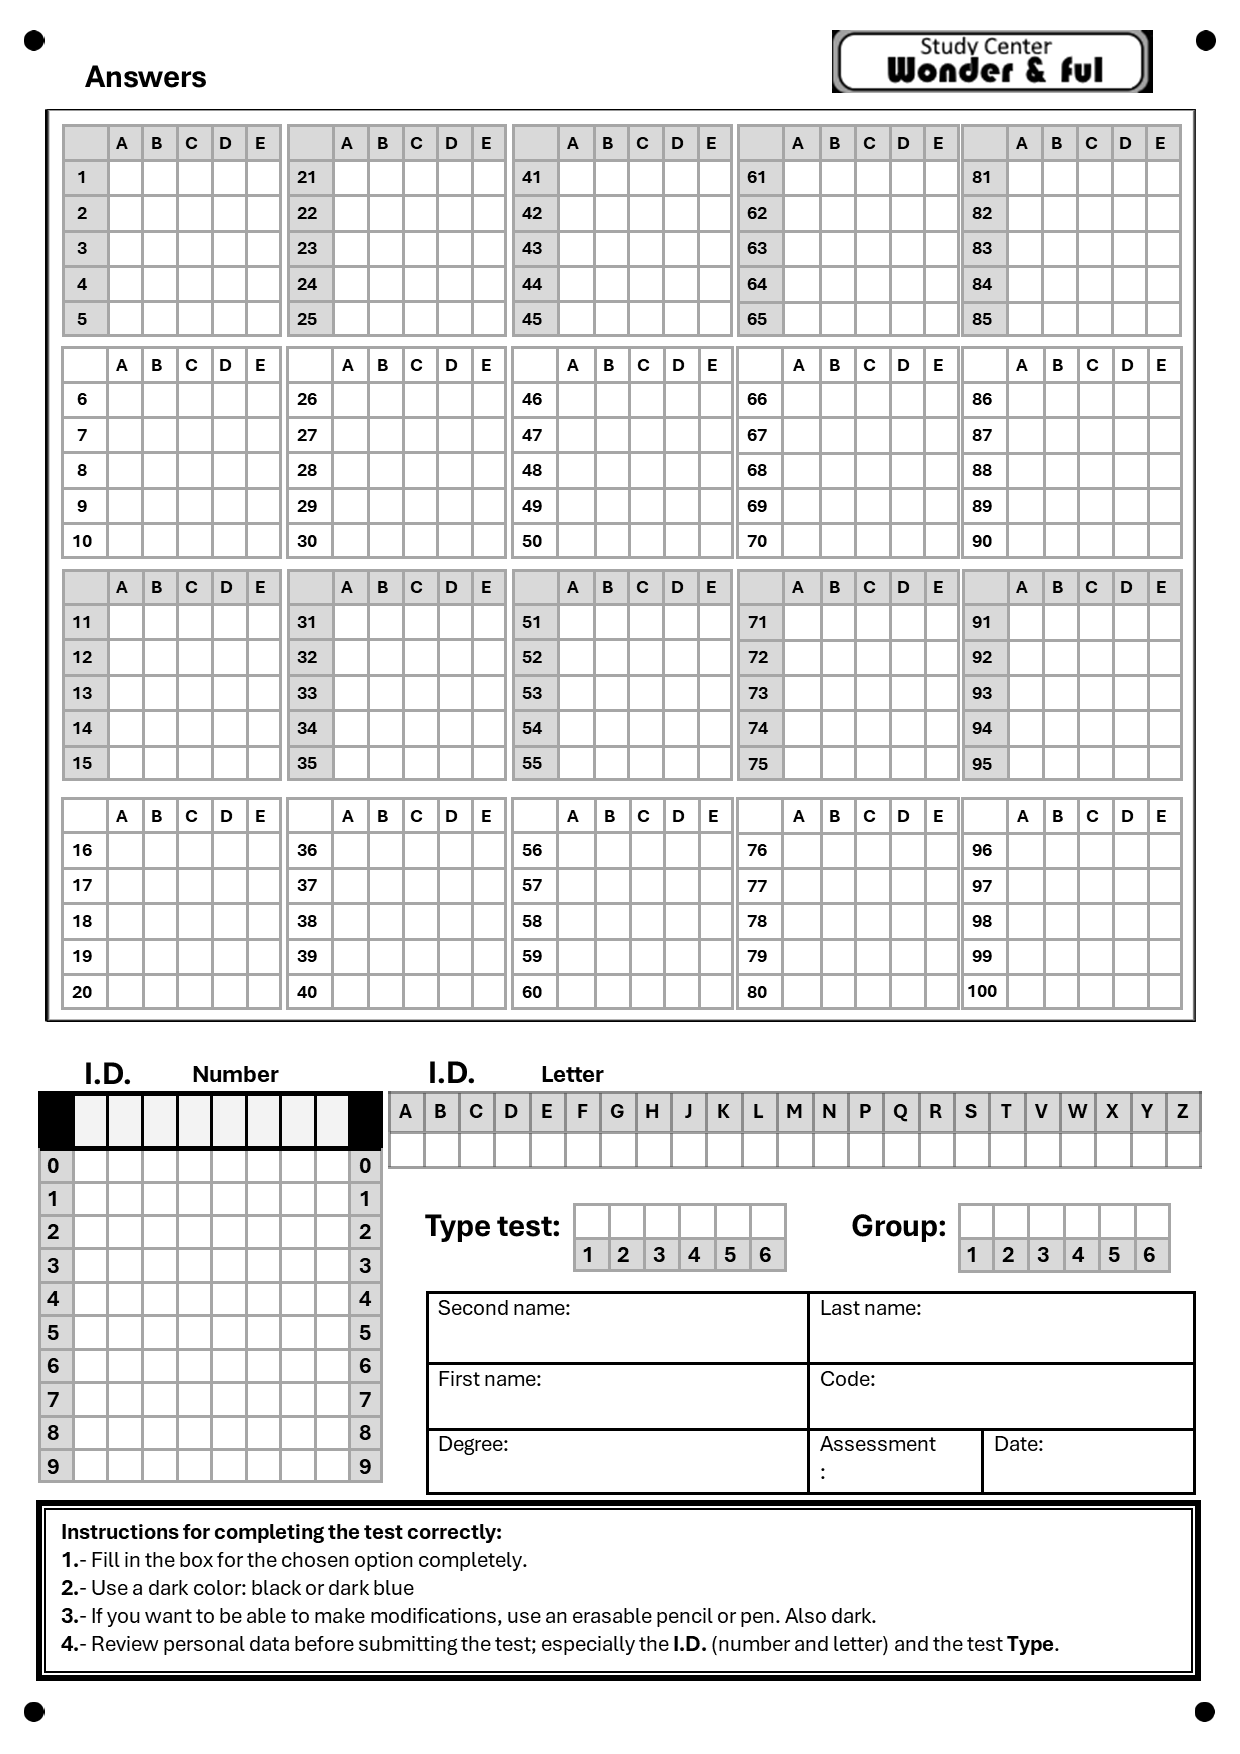 Study Center
Wonder & ful
Answers
A B C D E A B C D E A B C D E A B C D E A B C D E
1 21 41 61 81
2 22 42 62 82
3 23 43 63 83
4 24 44 64 84
5 25 45 65 85
A B C D E A B C D E A B C D E A B C D E A B C D E
6 26 46 66 86
7 27 47 67 87
8 28 48 68 88
9 29 49 69 89
10 30 50 70 90
A B C D E A B C D E A B C D E A B C D E A B C D E
11 31 51 71 91
12 32 52 72 92
13 33 53 73 93
14 34 54 74 94
15 35 55 75 95
A B C D E A B C D E A B C D E A B C D E A B C D E
16 36 56 76 96
17 37 57 77 97
18 38 58 78 98
19 39 59 79 99
20 40 60 80 100
I.D. Number I.D. Letter
A B C D E F G H J K L M N P Q R S T V W X Y Z
0 0
1 1
2 2
3 3
4 4
5 5
6 6
7 7
8 8
9 9
Type test: Group:
1 2 3 4 5 6 1 2 3 4 5 6
Second name: Last name:
First name: Code:
Degree: Assessment Date:
:
Instructions for completing the test correctly:
1.- Fill in the box for the chosen option completely.
2.- Use a dark color: black or dark blue
3.- If you want to be able to make modifications, use an erasable pencil or pen. Also dark.
4.- Review personal data before submitting the test; especially the I.D. (number and letter) and the test Type.